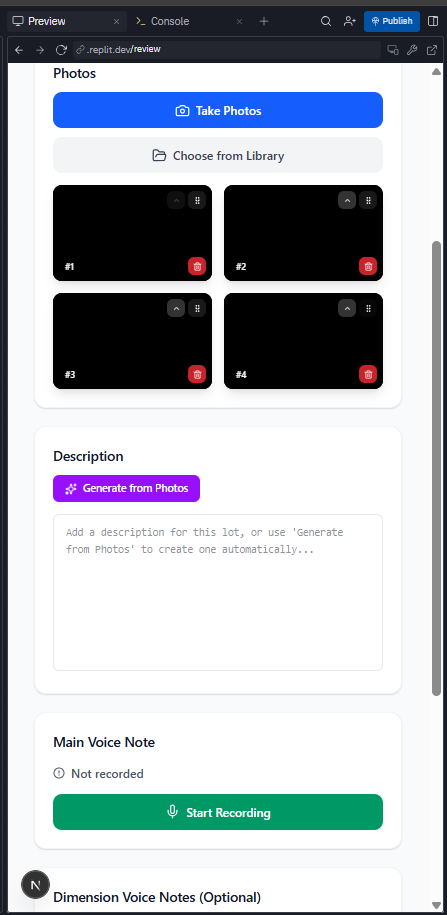 Preview
Console
Publish
.replit.dev/review
Photos
Take Photos
Choose from Library
#1
#2
#3
#4
Description
Generate from Photos
Add a description for this lot, or use 'Generate
from Photos' to create one automatically...
Main Voice Note
Not recorded
Start Recording
N
Dimension Voice Notes (Optional)